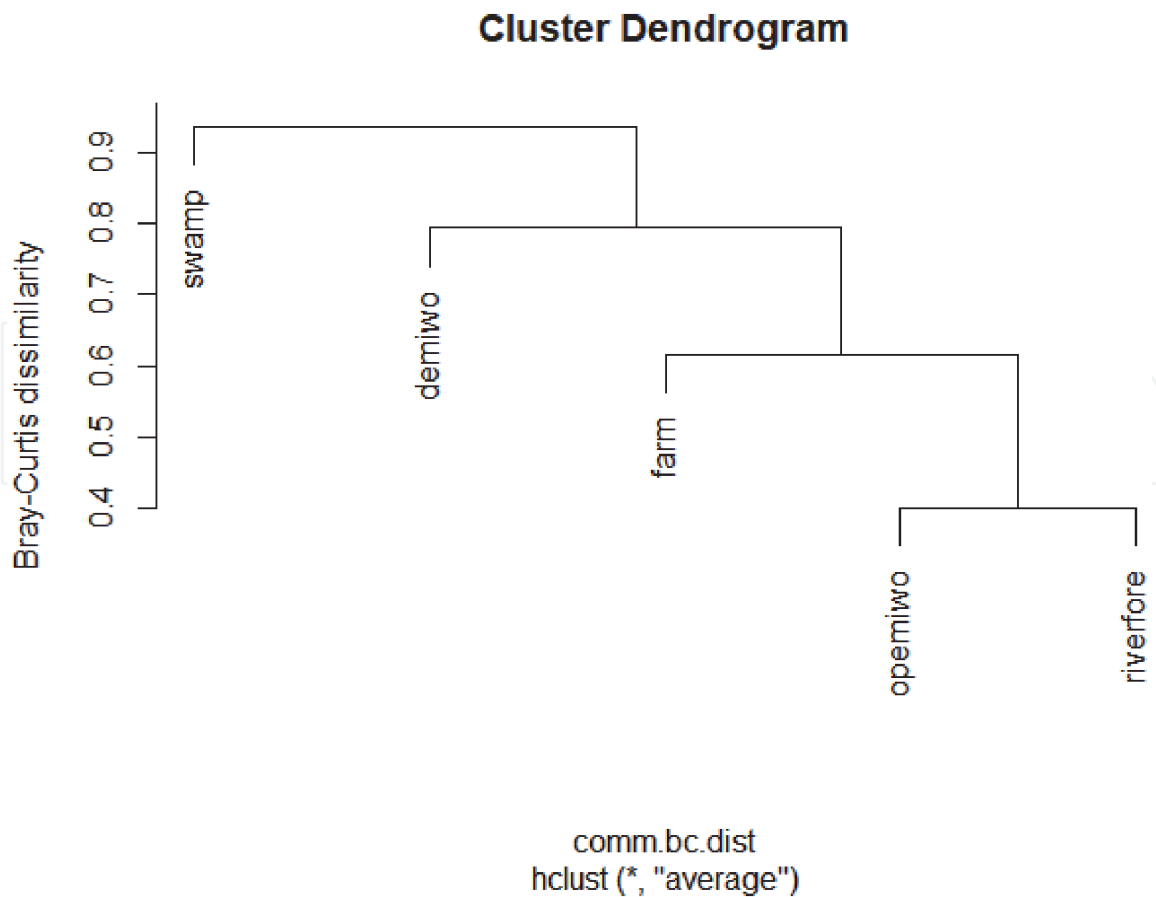 Cluster Dendrogram
Bray-Curtis dissimilarity
0.9
0.8
0.7
0.6
0.5
0.4
swamp
demiwo
farm
opemiwo
riverfore
comm.bc.dist
hclust (*, "average")